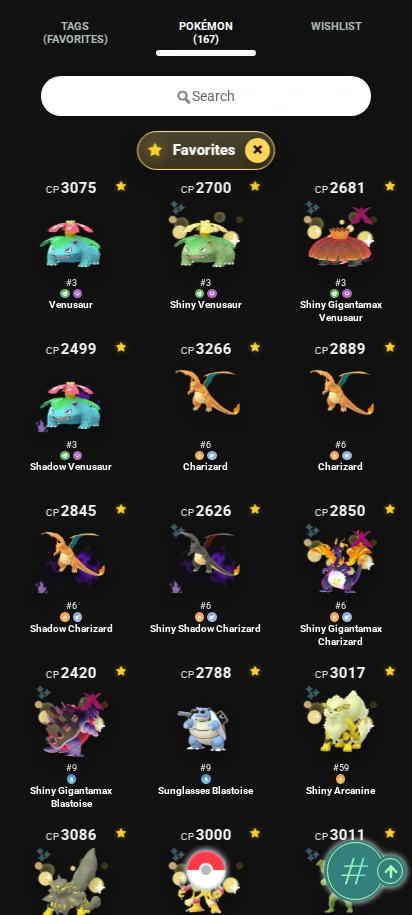 TAGS
(FAVORITES)
POKÉMON
(167)
WISHLIST
Search
Favorites
CP3075
CP2700
CP2681
#3
Venusaur
#3
Shiny Venusaur
#3
Shiny Gigantamax
Venusaur
CP2499
CP3266
CP2889
#3
Shadow Venusaur
#6
Charizard
#6
Charizard
CP2845
CP2626
CP2850
#6
Shadow Charizard
#6
Shiny Shadow Charizard
#6
Shiny Gigantamax
Charizard
CP2420
CP2788
CP3017
#9
Shiny Gigantamax
Blastoise
#9
Sunglasses Blastoise
#59
Shiny Arcanine
CP3086
CP3000
CP3011
#